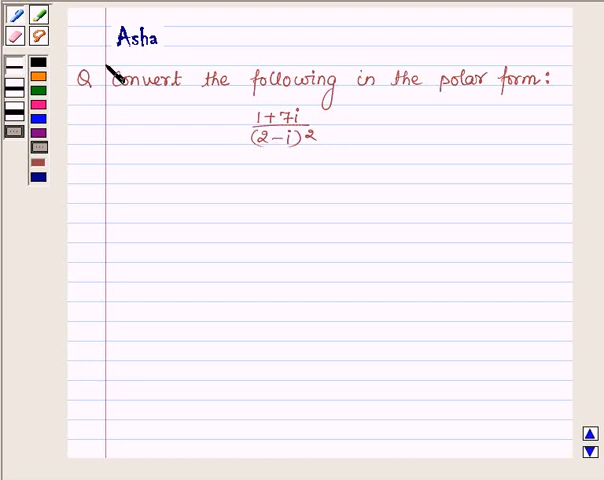 Asha
Q Convert the following in the polar form:
1+7i
(2-i)²